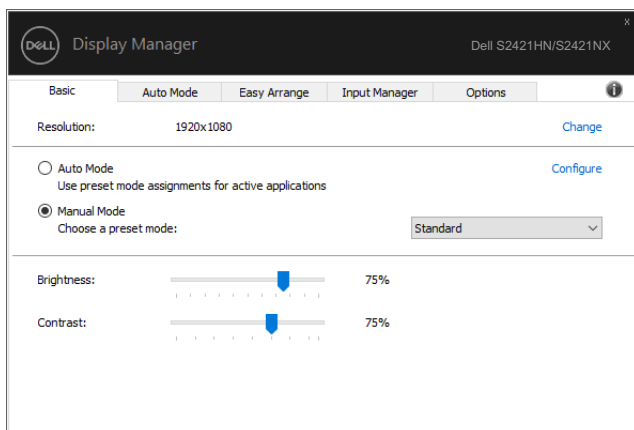 x
DELL Display Manager Dell S2421HN/S2421NX
Basic Auto Mode Easy Arrange Input Manager Options i
Resolution: 1920x1080 Change
Auto Mode Configure
Use preset mode assignments for active applications
Manual Mode
Choose a preset mode: Standard
Brightness: 75%
Contrast: 75%